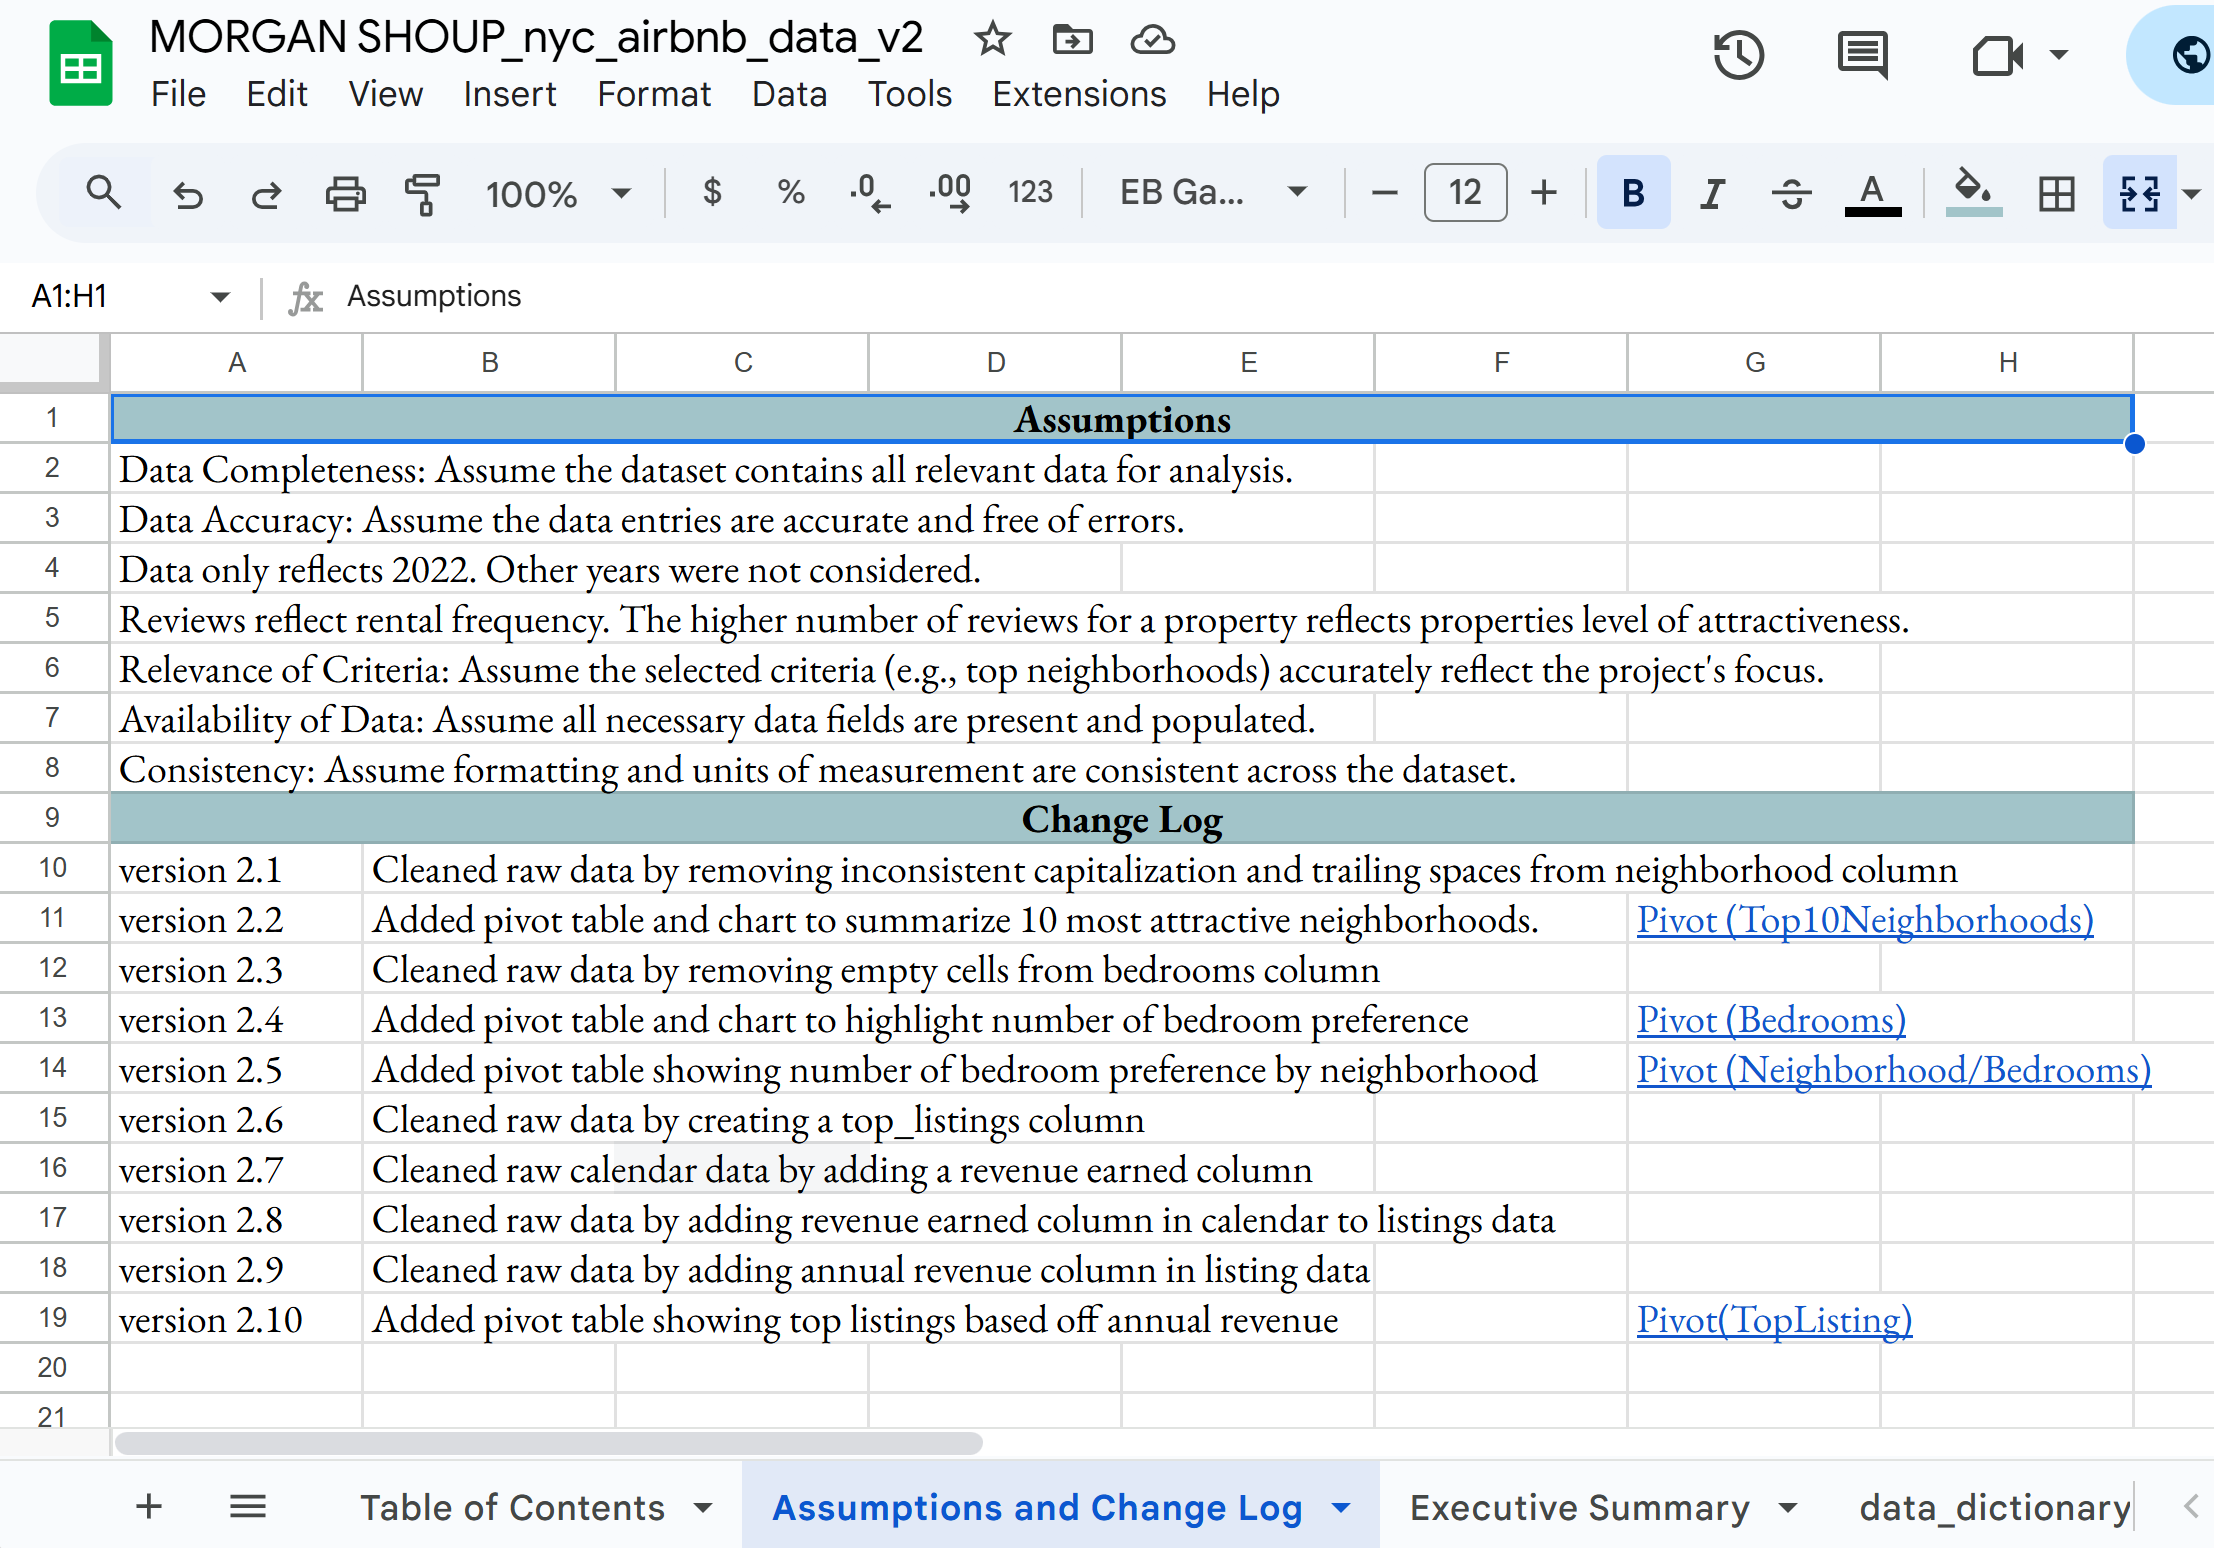 MORGAN SHOUP_nyc_airbnb_data_v2
File Edit View Insert Format Data Tools Extensions Help
100% $ % .0 .00 123 EB Ga... 12 B I A
A1:H1 fx Assumptions
A B C D E F G H
1 Assumptions
2 Data Completeness: Assume the dataset contains all relevant data for analysis.
3 Data Accuracy: Assume the data entries are accurate and free of errors.
4 Data only reflects 2022. Other years were not considered.
5 Reviews reflect rental frequency. The higher number of reviews for a property reflects properties level of attractiveness.
6 Relevance of Criteria: Assume the selected criteria (e.g., top neighborhoods) accurately reflect the project's focus.
7 Availability of Data: Assume all necessary data fields are present and populated.
8 Consistency: Assume formatting and units of measurement are consistent across the dataset.
9 Change Log
10 version 2.1 Cleaned raw data by removing inconsistent capitalization and trailing spaces from neighborhood column
11 version 2.2 Added pivot table and chart to summarize 10 most attractive neighborhoods. Pivot (Top10Neighborhoods)
12 version 2.3 Cleaned raw data by removing empty cells from bedrooms column
13 version 2.4 Added pivot table and chart to highlight number of bedroom preference Pivot (Bedrooms)
14 version 2.5 Added pivot table showing number of bedroom preference by neighborhood Pivot (Neighborhood/Bedrooms)
15 version 2.6 Cleaned raw data by creating a top_listings column
16 version 2.7 Cleaned raw calendar data by adding a revenue earned column
17 version 2.8 Cleaned raw data by adding revenue earned column in calendar to listings data
18 version 2.9 Cleaned raw data by adding annual revenue column in listing data
19 version 2.10 Added pivot table showing top listings based off annual revenue Pivot(TopListing)
20
21
Table of Contents Assumptions and Change Log Executive Summary data_dictionary